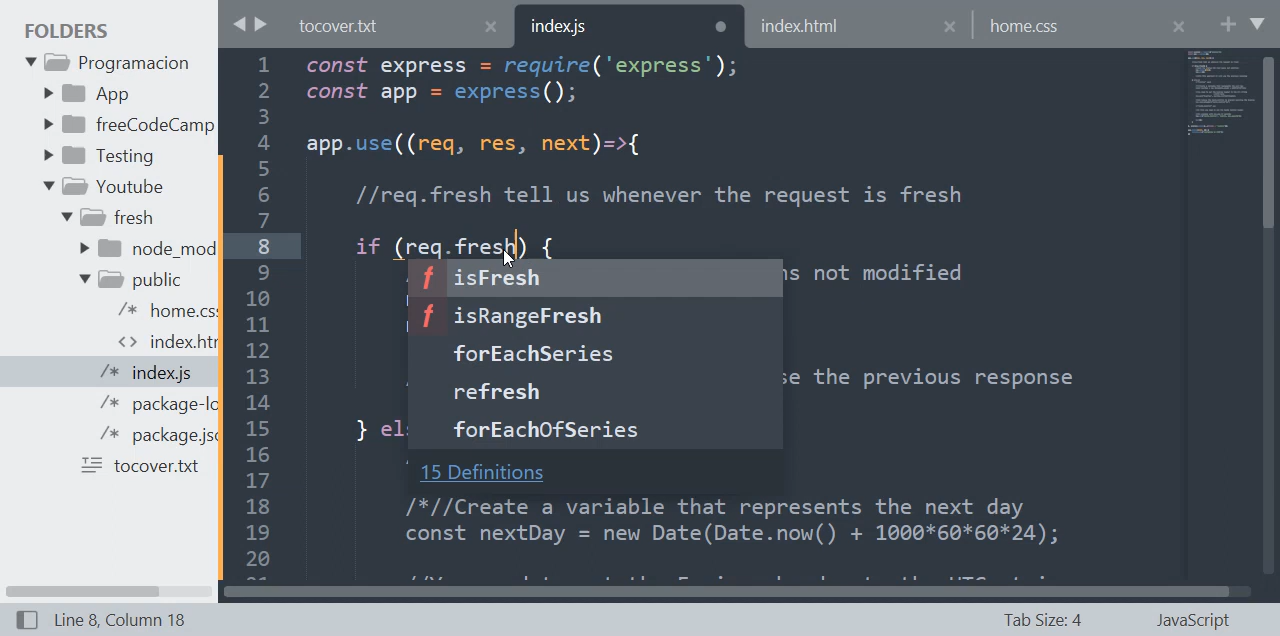 FOLDERS
Programacion
App
freeCodeCamp
Testing
Youtube
fresh
node_mod
public
/* home.css
<> index.htr
/* index.js
/* package-lo
/* package.jso
tocover.txt
tocover.txt × index.js index.html × home.css × +
1 const express = require('express');
2 const app = express();
3
4 app.use((req, res, next)=>{
5
6 //req.fresh tell us whenever the request is fresh
7
8 if (req.fresh) {
9 ns not modified
10
11
12
13 se the previous response
14
15 } el
16
17
18 /*//Create a variable that represents the next day
19 const nextDay = new Date(Date.now() + 1000*60*60*24);
20
f isFresh
f isRangeFresh
forEachSeries
refresh
forEachOfSeries
15 Definitions
Line 8, Column 18
Tab Size: 4
JavaScript